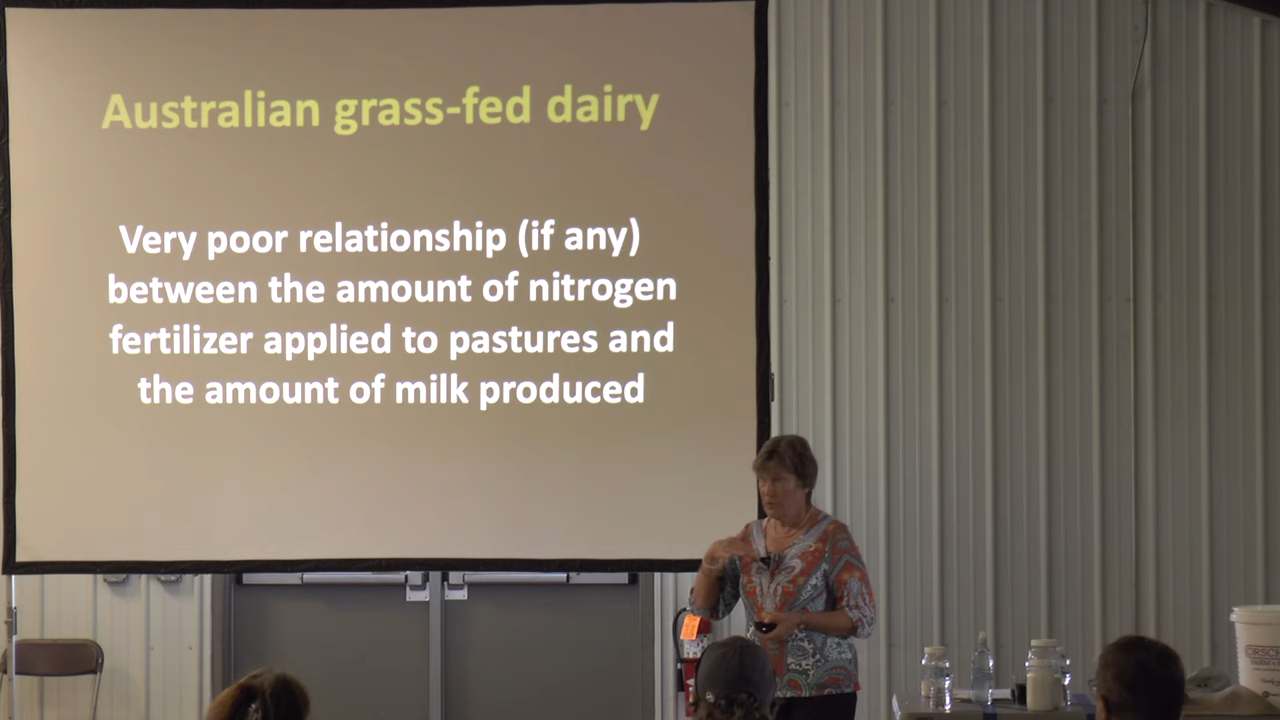 Australian grass-fed dairy
Very poor relationship (if any)
between the amount of nitrogen
fertilizer applied to pastures and
the amount of milk produced